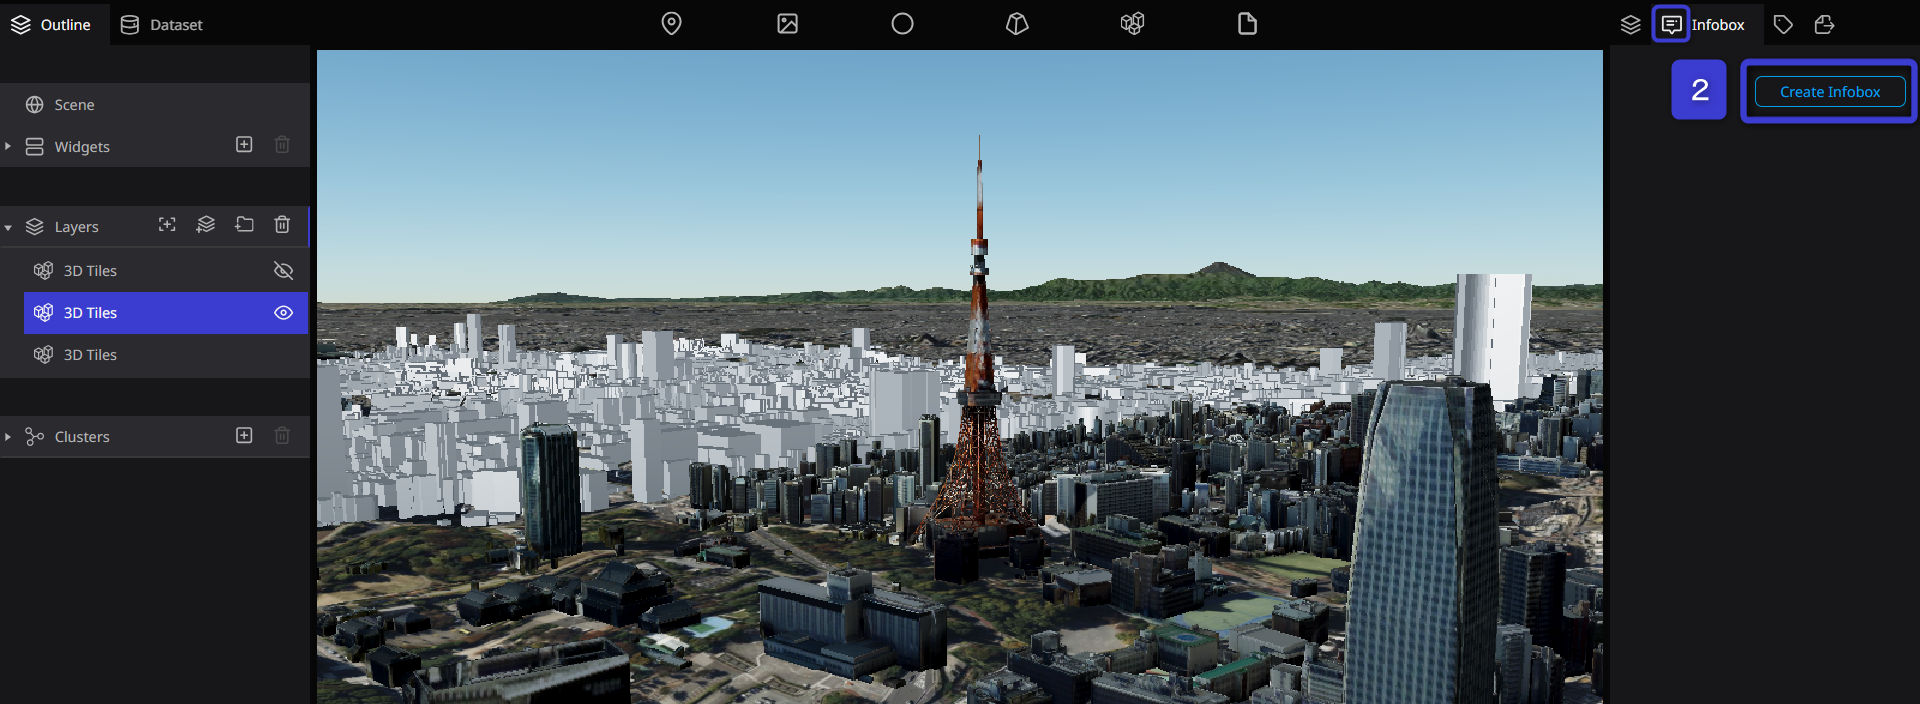 Outline
Dataset
Infobox
2
Create Infobox
Scene
Widgets
Layers
3D Tiles
3D Tiles
3D Tiles
Clusters